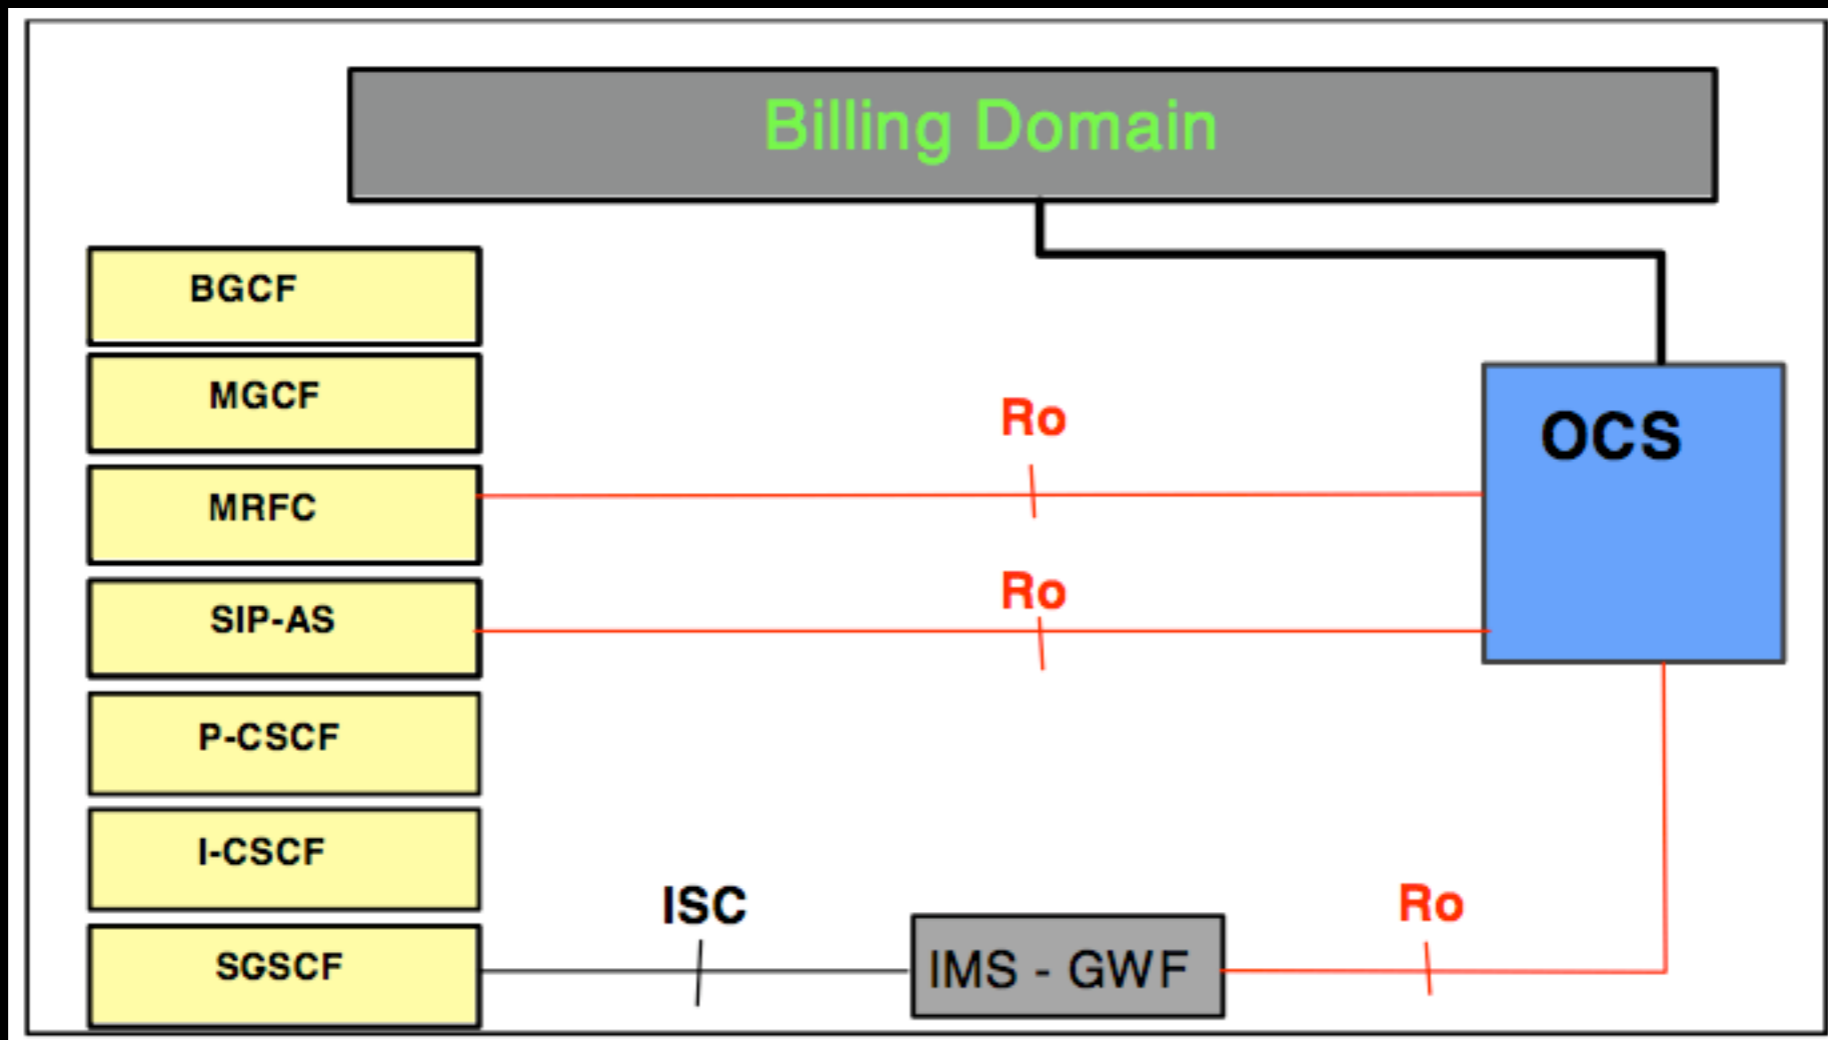 Billing Domain
BGCF
MGCF
Ro
OCS
MRFC
Ro
SIP-AS
P-CSCF
I-CSCF
ISC
Ro
SGSCF
IMS - GWF